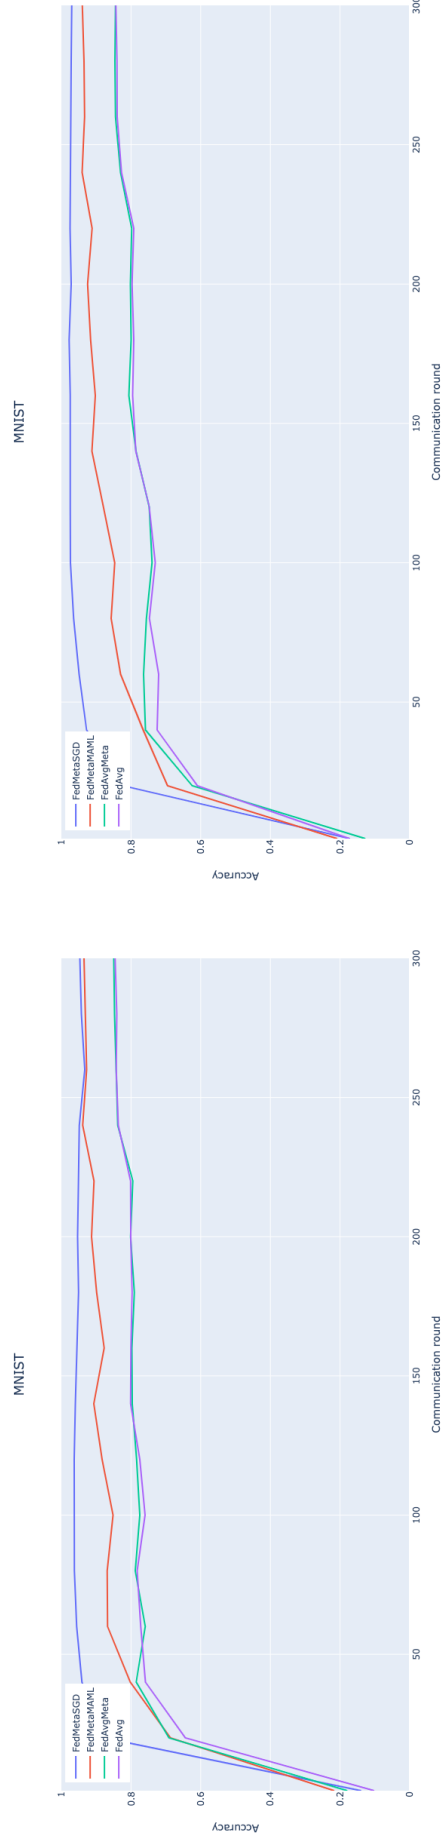 MNIST
1
0.8
0.6
0.4
0.2
0
Accuracy
50
100
150
200
250
300
Communication round
FedMetaSGD
FedMetaMAML
FedAvgMeta
FedAvg
MNIST
1
0.8
0.6
0.4
0.2
0
Accuracy
50
100
150
200
250
300
Communication round
FedMetaSGD
FedMetaMAML
FedAvgMeta
FedAvg